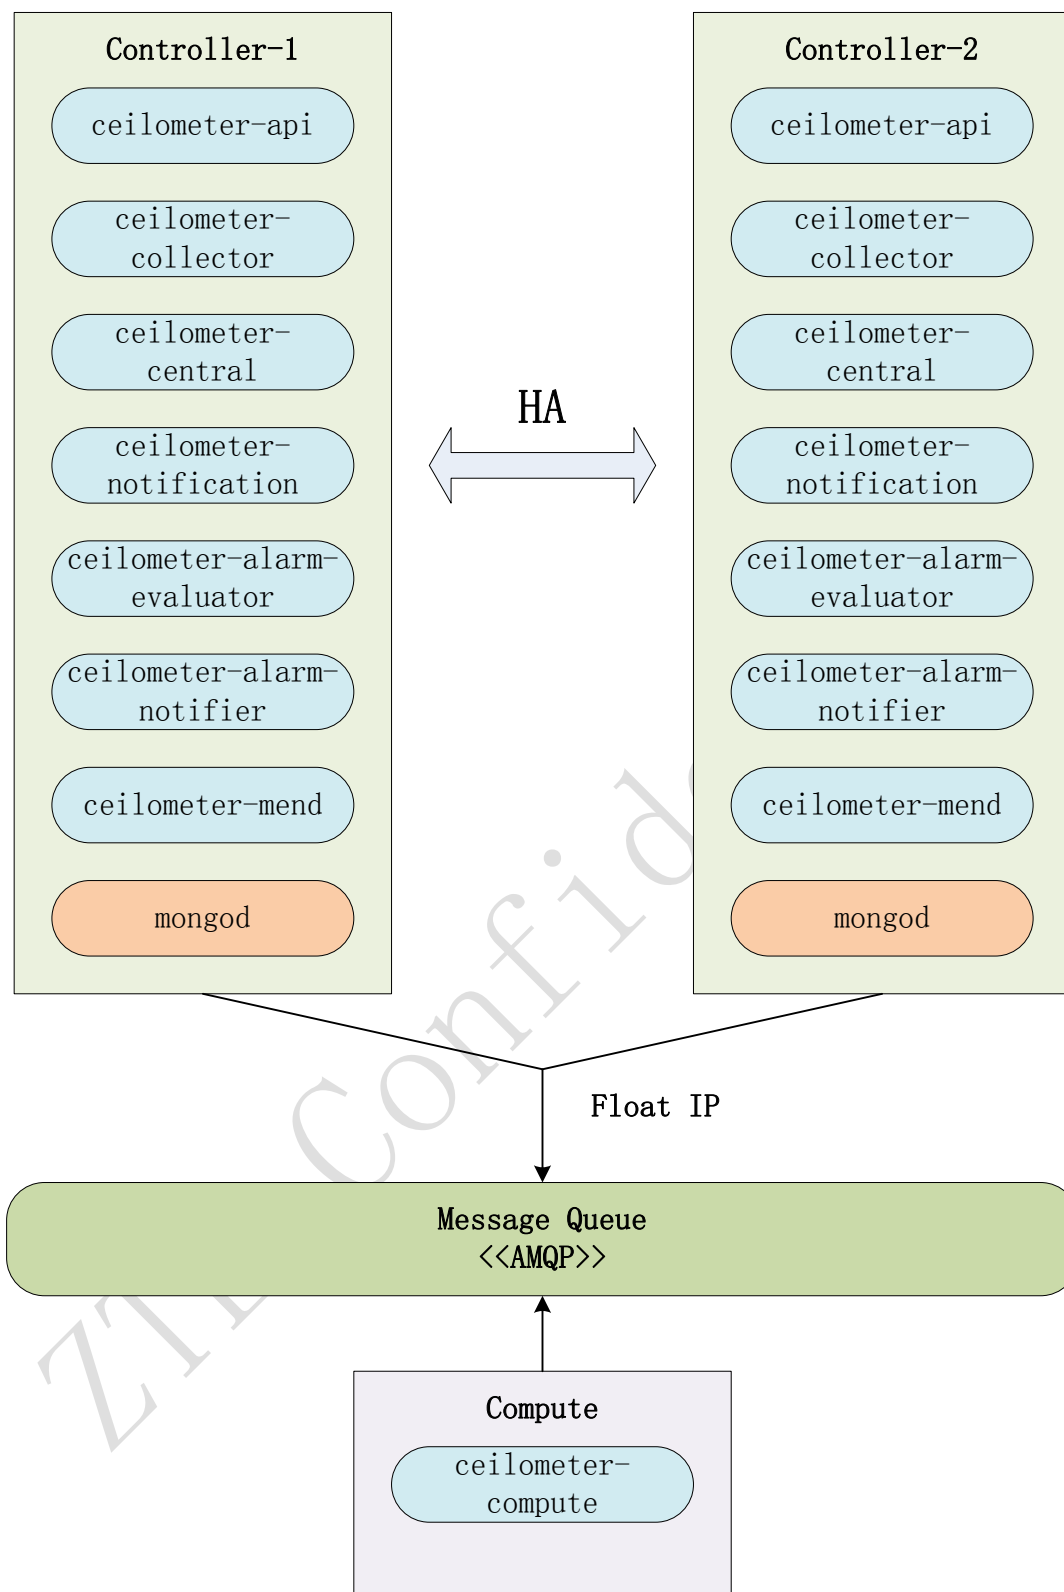 Controller-1
ceilometer-api
ceilometer-
collector
ceilometer-
central
ceilometer-
notification
ceilometer-alarm-
evaluator
ceilometer-alarm-
notifier
ceilometer-mend
mongod
HA
Controller-2
ceilometer-api
ceilometer-
collector
ceilometer-
central
ceilometer-
notification
ceilometer-alarm-
evaluator
ceilometer-alarm-
notifier
ceilometer-mend
mongod
Float IP
Message Queue
<<AMQP>>
Compute
ceilometer-
compute